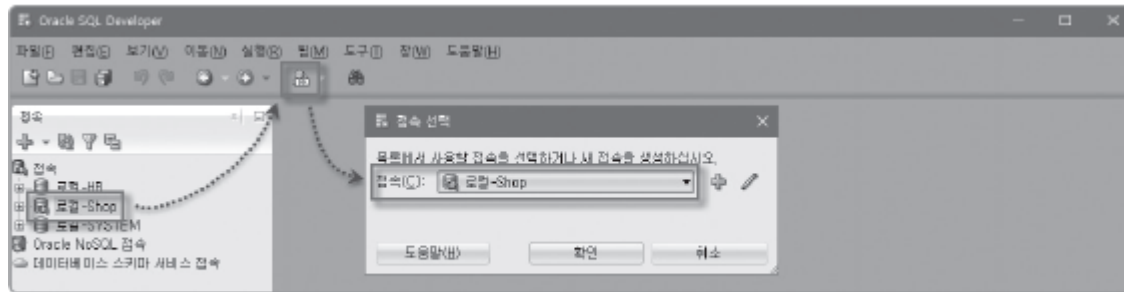 Oracle SQL Developer
파일(F) 편집(E) 보기(V) 이동(N) 실행(R) 팀(M) 도구(T) 창(W) 도움말(H)
접속
접속
로컬-HR
로컬-Shop
로컬-SYSTEM
Oracle NoSQL 접속
데이터베이스 스키마 서비스 접속
접속 선택
목록에서 사용할 접속을 선택하거나 새 접속을 생성하십시오.
접속(C): 로컬-Shop
도움말(H) 확인 취소